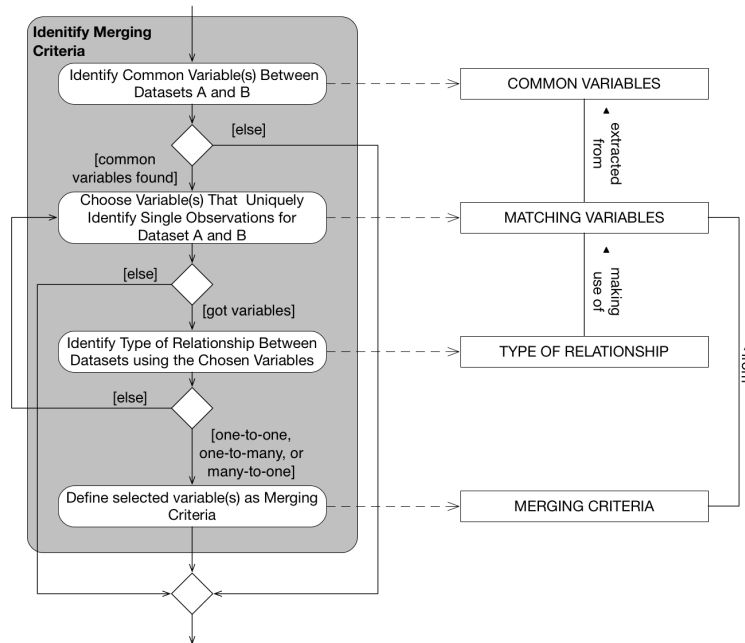 Idenitify Merging
Criteria
Identify Common Variable(s) Between
Datasets A and B
[else]
[common
variables found]
Choose Variable(s) That Uniquely
Identify Single Observations for
Dataset A and B
[else]
[got variables]
Identify Type of Relationship Between
Datasets using the Chosen Variables
[else]
[one-to-one,
one-to-many, or
many-to-one]
Define selected variable(s) as Merging
Criteria
COMMON VARIABLES
extracted
from
MATCHING VARIABLES
making
use of
TYPE OF RELATIONSHIP
MERGING CRITERIA